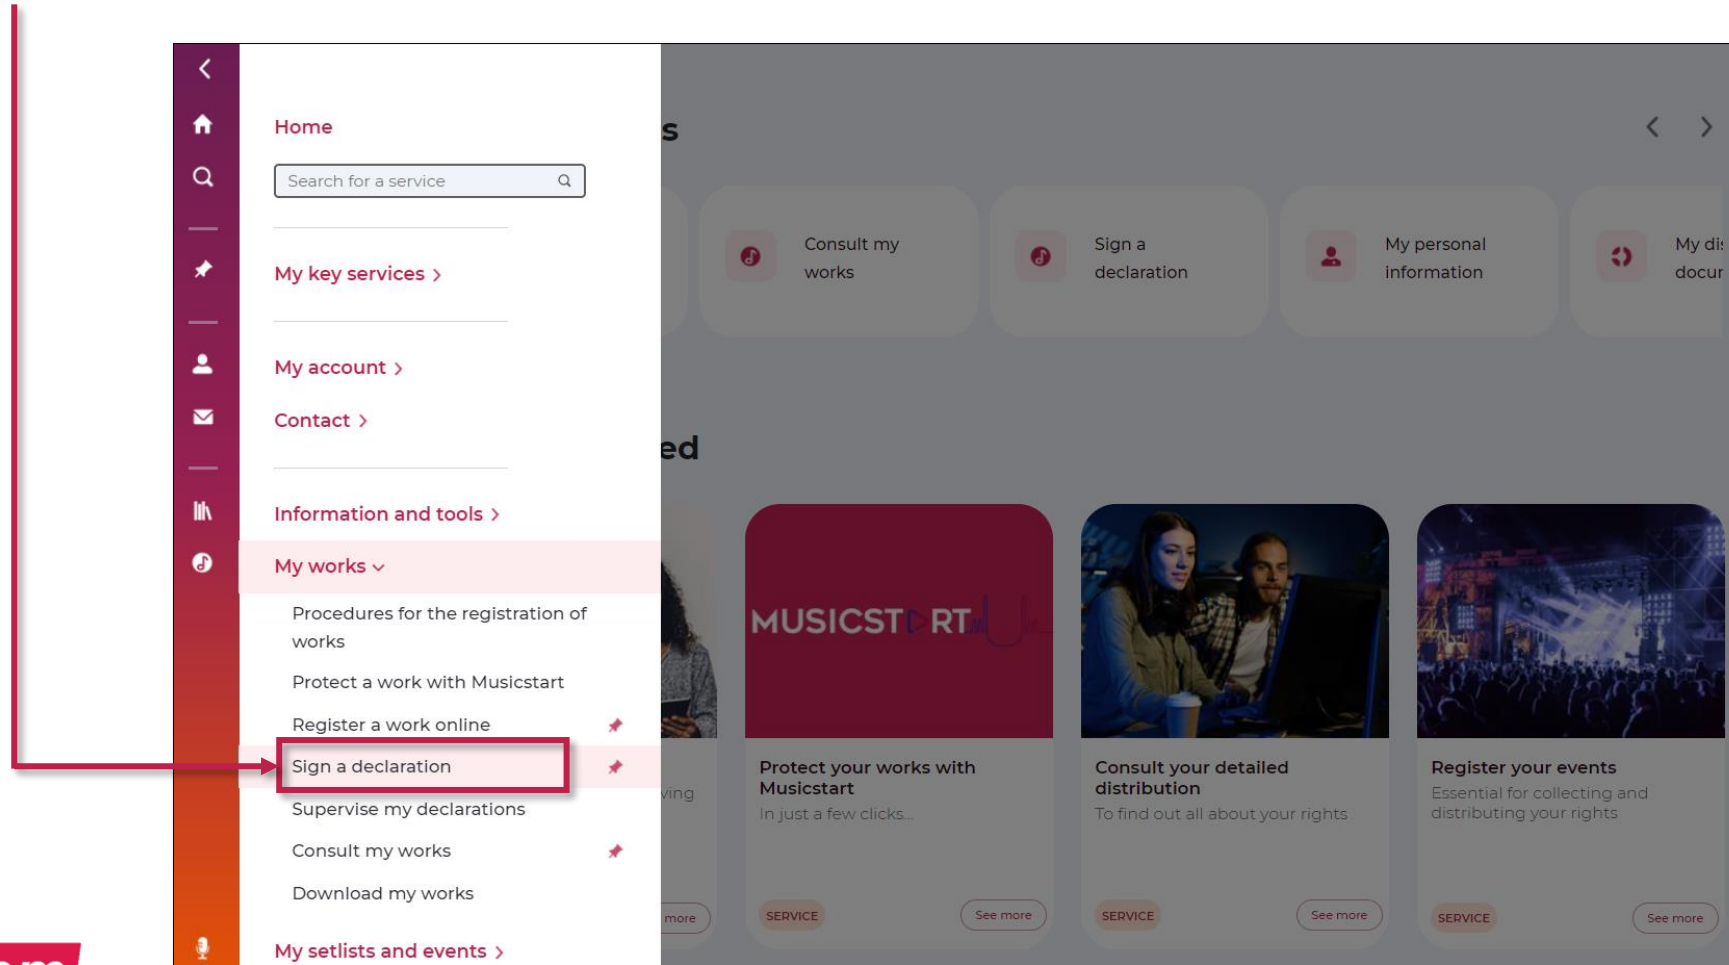 Home
Search for a service
My key services >
My account >
Contact >
Information and tools >
My works
Procedures for the registration of
works
Protect a work with Musicstart
Register a work online
Sign a declaration
Supervise my declarations
Consult my works
Download my works
My setlists and events >
s
Consult my
works
Sign a
declaration
My personal
information
My dis
docur
ed
ving
more
MUSICSTART
Protect your works with
Musicstart
In just a few clicks...
SERVICE
See more
Consult your detailed
distribution
To find out all about your rights
SERVICE
See more
Register your events
Essential for collecting and
distributing your rights
SERVICE
See more